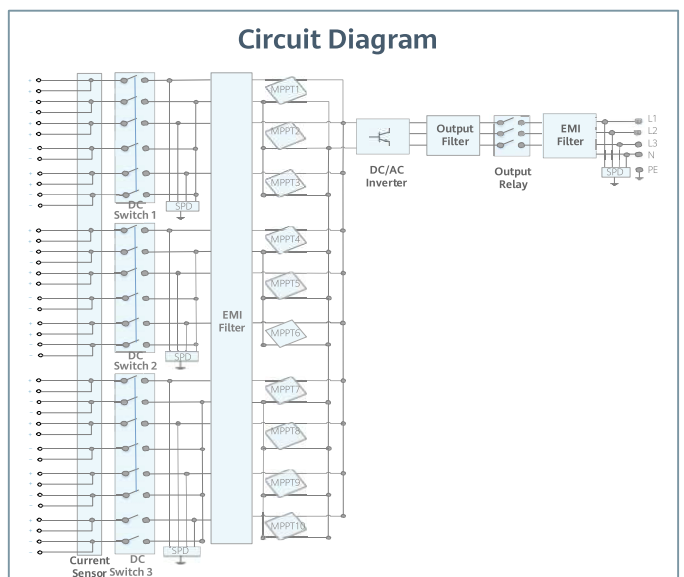 Circuit Diagram
MPPT1
MPPT2
MPPT3
SPD
DC
Switch 1
MPPT4
MPPT5
MPPT6
EMI
Filter
SPD
DC
Switch 2
MPPT7
MPPT8
MPPT9
MPPT10
SPD
Current
Sensor
DC
Switch 3
DC/AC
Inverter
Output
Filter
Output
Relay
EMI
Filter
L1
L2
L3
N
SPD
PE